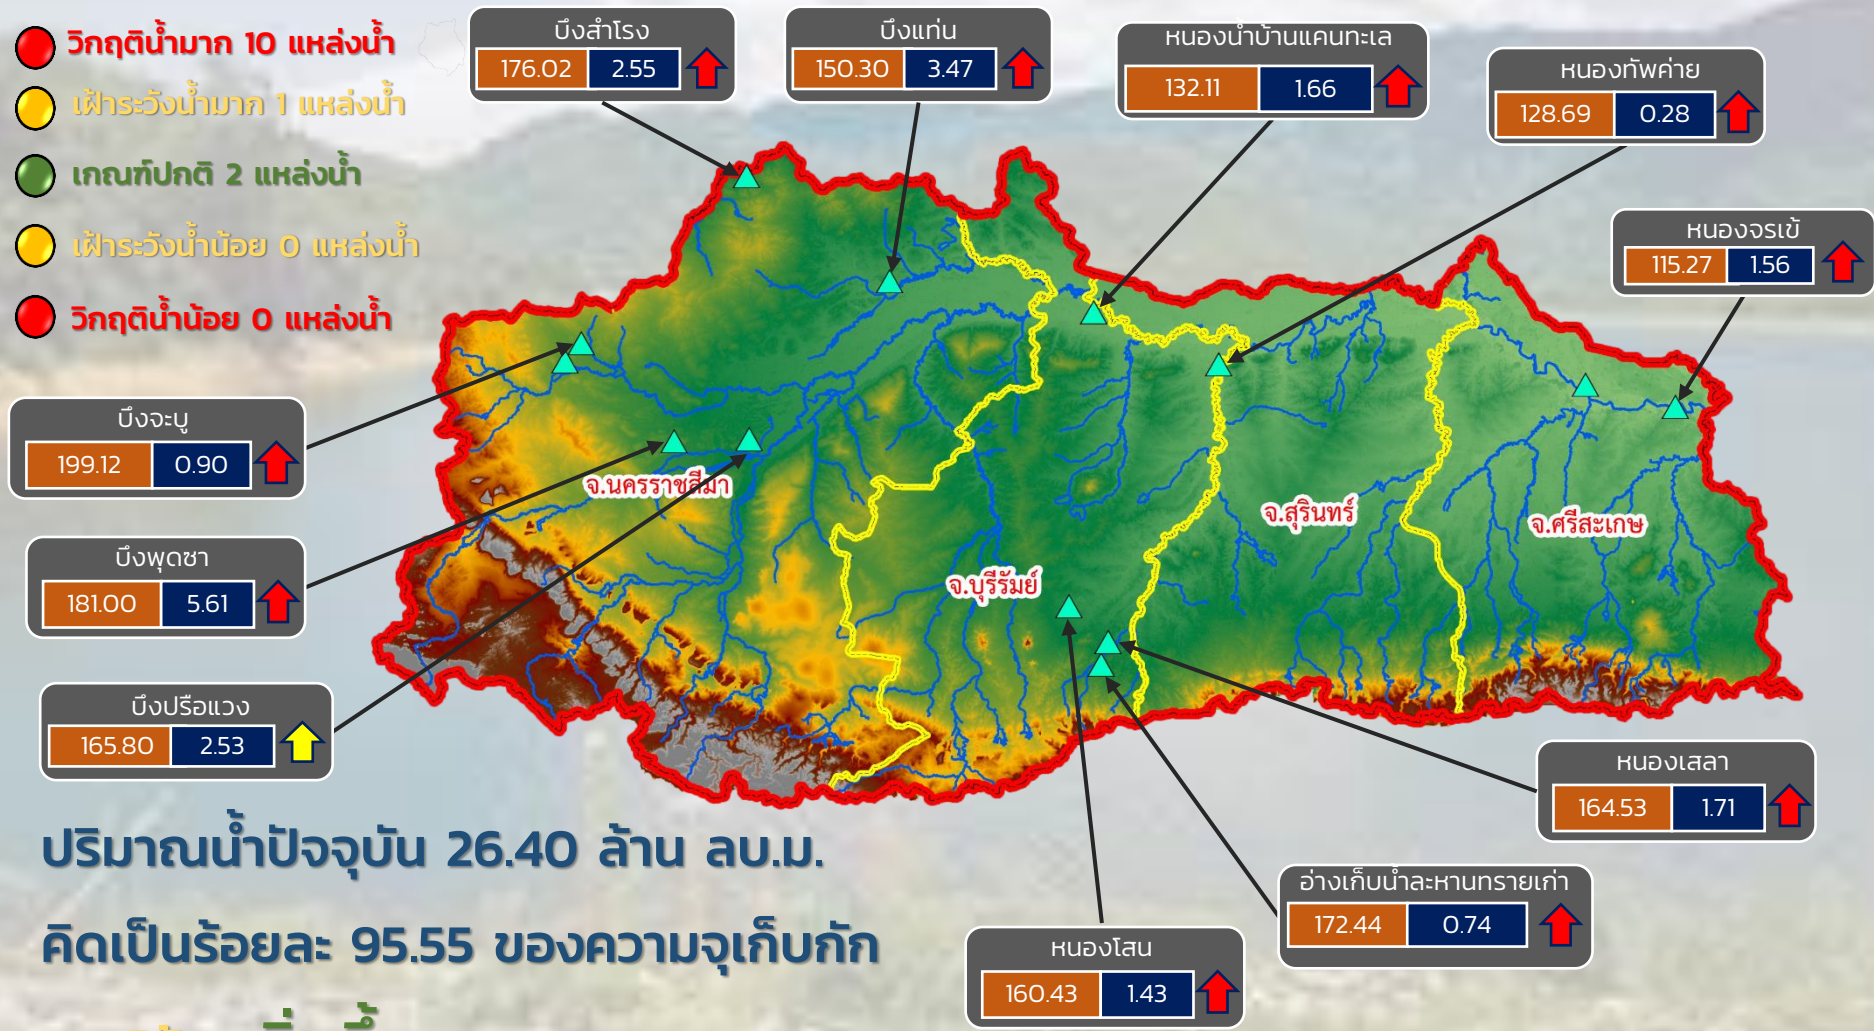 วิกฤติน้ำมาก 10 แหล่งน้ำ
เฝ้าระวังน้ำมาก 1 แหล่งน้ำ
เกณฑ์ปกติ 2 แหล่งน้ำ
เฝ้าระวังน้ำน้อย 0 แหล่งน้ำ
วิกฤติน้ำน้อย 0 แหล่งน้ำ
บึงสำโรง
176.02 2.55
บึงแท่น
150.30 3.47
หนองน้ำบ้านแคนทะเล
132.11 1.66
หนองทัพค่าย
128.69 0.28
หนองจรเข้
115.27 1.56
บึงจะบู
199.12 0.90
บึงพุดซา
181.00 5.61
บึงปรือแวง
165.80 2.53
จ.นครราชสีมา
จ.บุรีรัมย์
จ.สุรินทร์
จ.ศรีสะเกษ
หนองเสลา
164.53 1.71
อ่างเก็บน้ำละหานทรายเก่า
172.44 0.74
หนองโสน
160.43 1.43
ปริมาณน้ำปัจจุบัน 26.40 ล้าน ลบ.ม.
คิดเป็นร้อยละ 95.55 ของความจุเก็บกัก